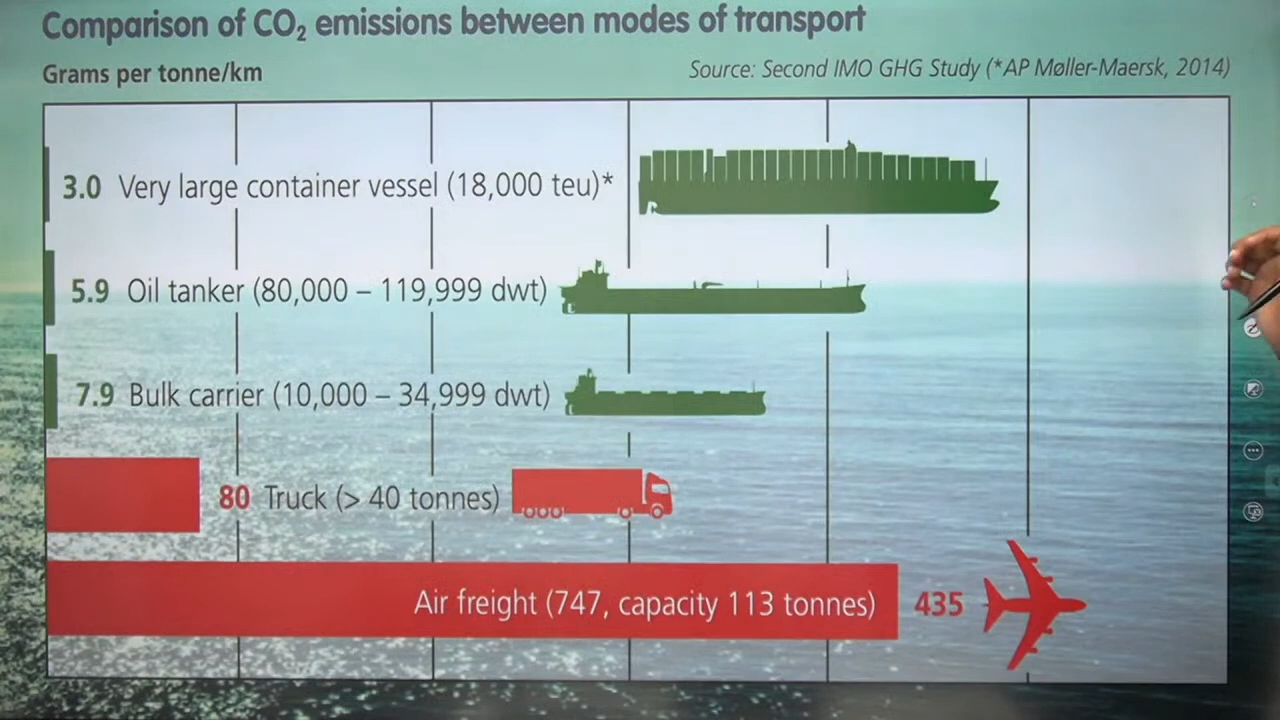 Comparison of CO₂ emissions between modes of transport
Grams per tonne/km
Source: Second IMO GHG Study (*AP Møller-Maersk, 2014)
3.0 Very large container vessel (18,000 teu)*
5.9 Oil tanker (80,000 – 119,999 dwt)
7.9 Bulk carrier (10,000 – 34,999 dwt)
80 Truck (> 40 tonnes)
Air freight (747, capacity 113 tonnes) 435